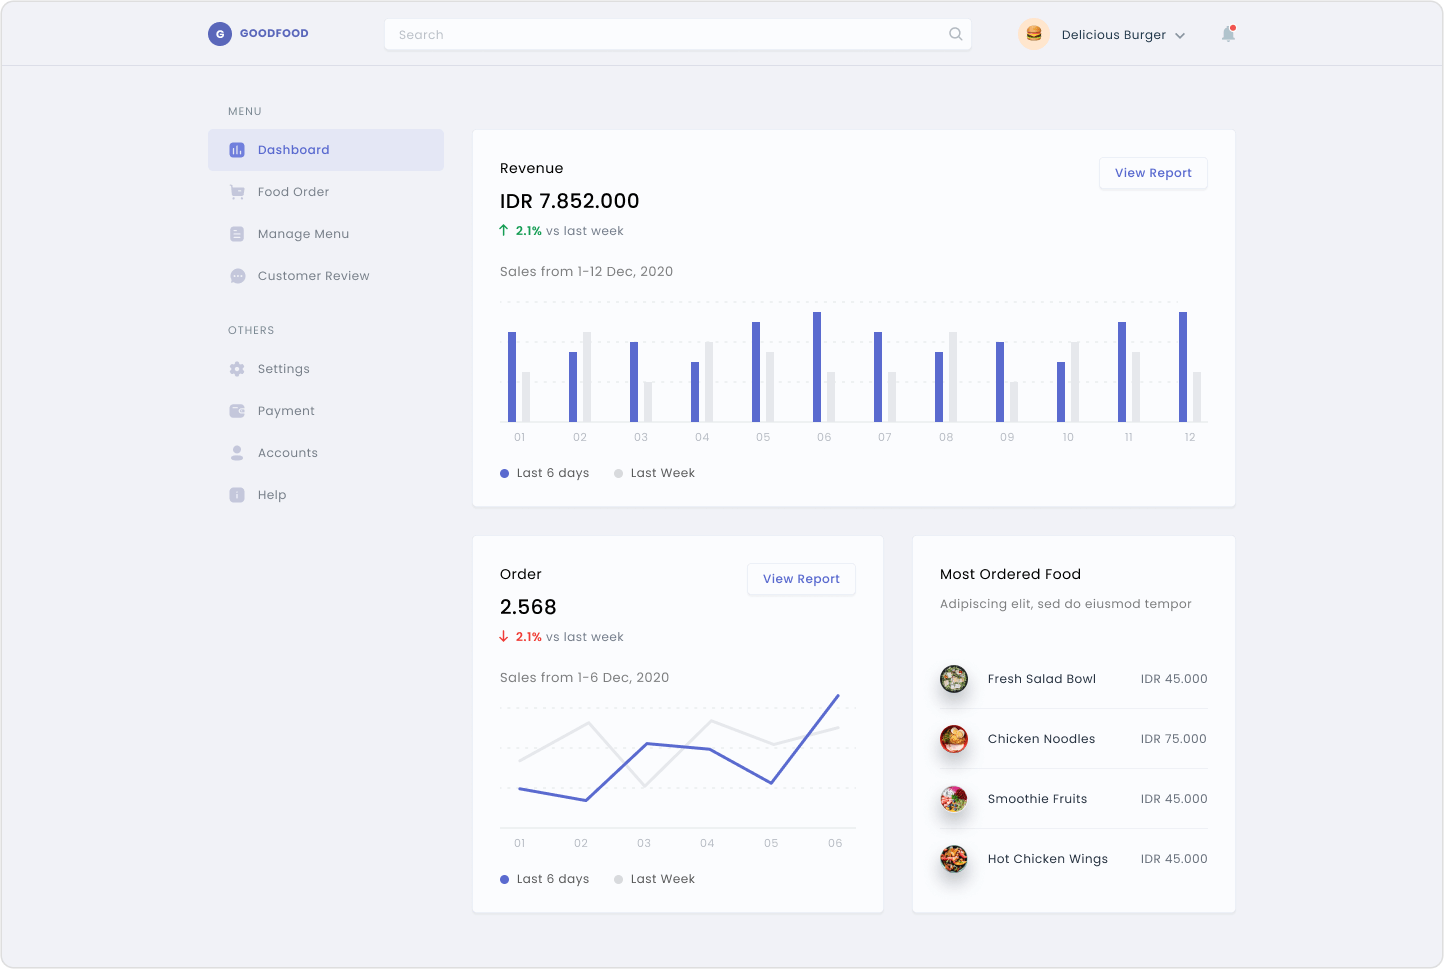 G GOODFOOD
Search
Delicious Burger
MENU
Dashboard
Food Order
Manage Menu
Customer Review
OTHERS
Settings
Payment
Accounts
Help
Revenue
View Report
IDR 7.852.000
2.1% vs last week
Sales from 1-12 Dec, 2020
01 02 03 04 05 06 07 08 09 10 11 12
Last 6 days Last Week
Order
View Report
2.568
2.1% vs last week
Sales from 1-6 Dec, 2020
01 02 03 04 05 06
Last 6 days Last Week
Most Ordered Food
Adipiscing elit, sed do eiusmod tempor
Fresh Salad Bowl IDR 45.000
Chicken Noodles IDR 75.000
Smoothie Fruits IDR 45.000
Hot Chicken Wings IDR 45.000